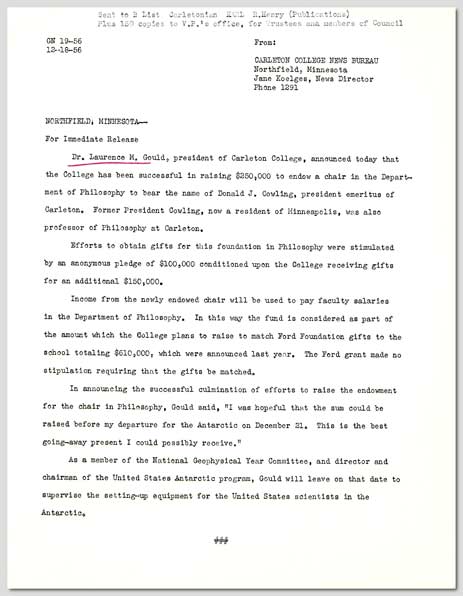 Sent to B List Carletonian KCHL R.Henry (Publications)
Plus 150 copies to V.P.'s office, for trustees and members of Council
GN 19-56
12-18-56
From:
CARLETON COLLEGE NEWS BUREAU
Northfield, Minnesota
Jane Koelges, News Director
Phone 1291
NORTHFIELD, MINNESOTA--
For Immediate Release
Dr. Laurence M. Gould, president of Carleton College, announced today that
the College has been successful in raising $250,000 to endow a chair in the Depart-
ment of Philosophy to bear the name of Donald J. Cowling, president emeritus of
Carleton. Former President Cowling, now a resident of Minneapolis, was also
professor of Philosophy at Carleton.
Efforts to obtain gifts for this foundation in Philosophy were stimulated
by an anonymous pledge of $100,000 conditioned upon the College receiving gifts
for an additional $150,000.
Income from the newly endowed chair will be used to pay faculty salaries
in the Department of Philosophy. In this way the fund is considered as part of
the amount which the College plans to raise to match Ford Foundation gifts to the
school totaling $610,000, which were announced last year. The Ford grant made no
stipulation requiring that the gifts be matched.
In announcing the successful culmination of efforts to raise the endowment
for the chair in Philosophy, Gould said, "I was hopeful that the sum could be
raised before my departure for the Antarctic on December 21. This is the best
going-away present I could possibly receive."
As a member of the National Geophysical Year Committee, and director and
chairman of the United States Antarctic program, Gould will leave on that date to
supervise the setting-up equipment for the United States scientists in the
Antarctic.
###